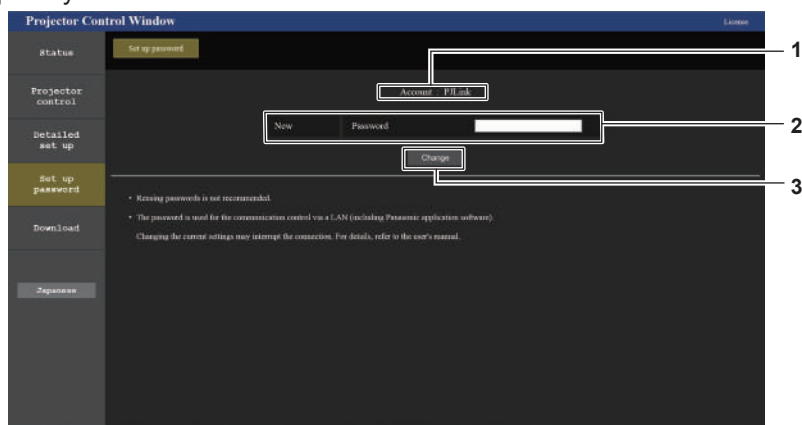 Projector Control Window
License
Status
Set up password
1
Projector
control
Account : PJLink
New Password
2
Detailed
set up
Change
Set up
password
3
• Reusing passwords is not recommended.
• The password is used for the communication control via a LAN (including Panasonic application software).
Changing the current settings may interrupt the connection. For details, refer to the user's manual.
Download
Japanese